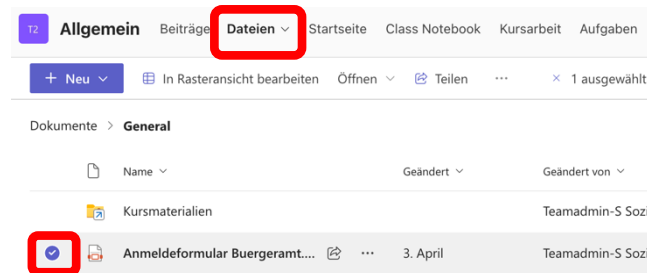 T2 Allgemein Beiträge Dateien Startseite Class Notebook Kursarbeit Aufgaben
+ Neu In Rasteransicht bearbeiten Öffnen Teilen ... × 1 ausgewählt
Dokumente > General
Name Geändert Geändert von
Kursmaterialien Teamadmin-S Sozi
Anmeldeformular Buergeramt.... ... 3. April Teamadmin-S Sozi